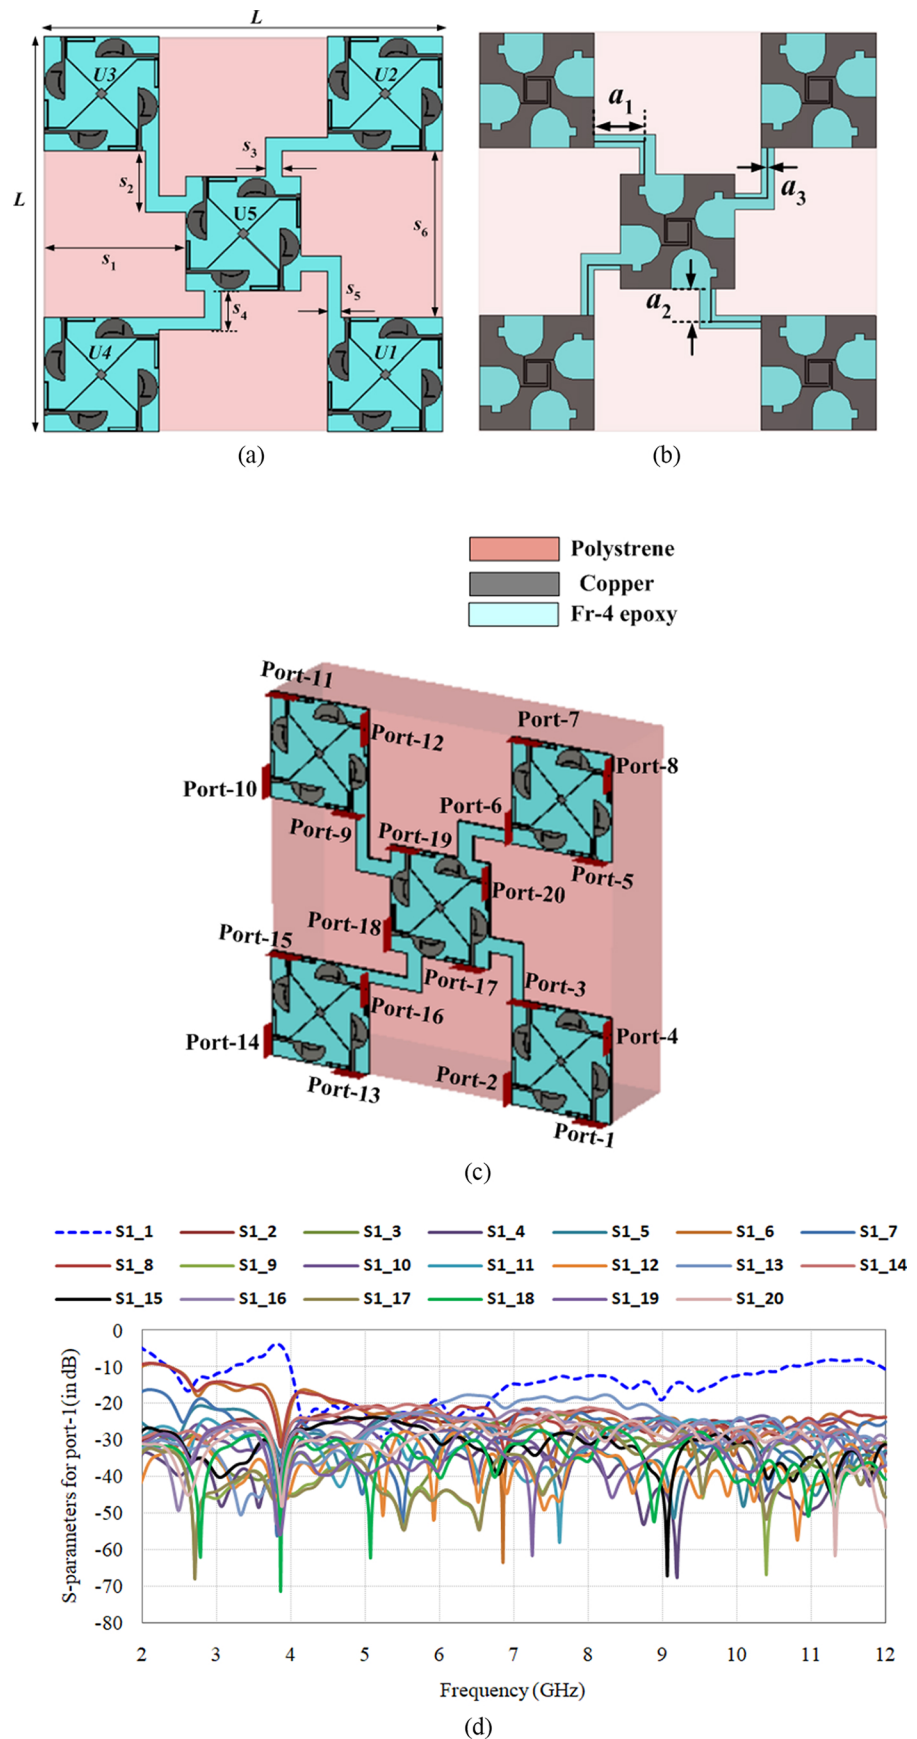 L
L
U3
U2
s3
s2
U5
s6
s1
s5
s4
U4
U1
(a)
a1
a3
a2
(b)
Polystrene
Copper
Fr-4 epoxy
Port-11
Port-7
Port-12
Port-8
Port-10
Port-6
Port-9
Port-19
Port-5
Port-20
Port-18
Port-15
Port-17
Port-3
Port-16
Port-4
Port-14
Port-2
Port-13
Port-1
(c)
S1_1 S1_2 S1_3 S1_4 S1_5 S1_6 S1_7
S1_8 S1_9 S1_10 S1_11 S1_12 S1_13 S1_14
S1_15 S1_16 S1_17 S1_18 S1_19 S1_20
S-parameters for port-1(in dB)
0
-10
-20
-30
-40
-50
-60
-70
-80
2 3 4 5 6 7 8 9 10 11 12
Frequency (GHz)
(d)